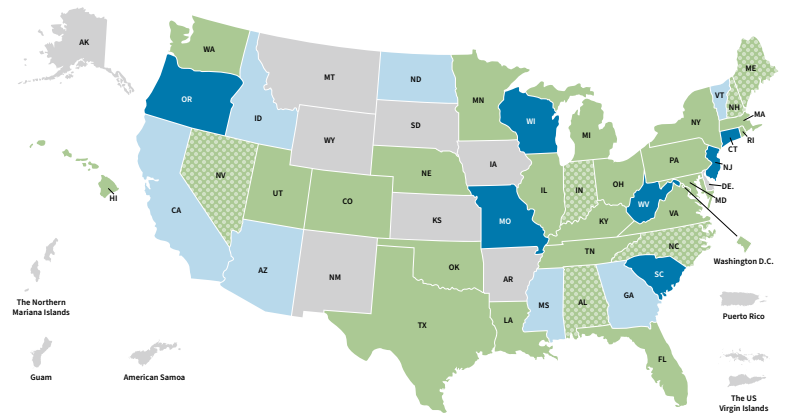 AK
WA
ME
MT
ND
VT
OR
MN
NH
ID
WI
SD
NY
MA
MI
WY
RI
CT
IA
PA
NJ
NE
NV
OH
IL
IN
DE.
UT
HI
CO
MD
CA
WV
KS
MO
VA
KY
NC
TN
Washington D.C.
OK
AZ
NM
AR
SC
The Northern
Mariana Islands
MS
AL
GA
Puerto Rico
LA
TX
FL
Guam
American Samoa
The US
Virgin Islands